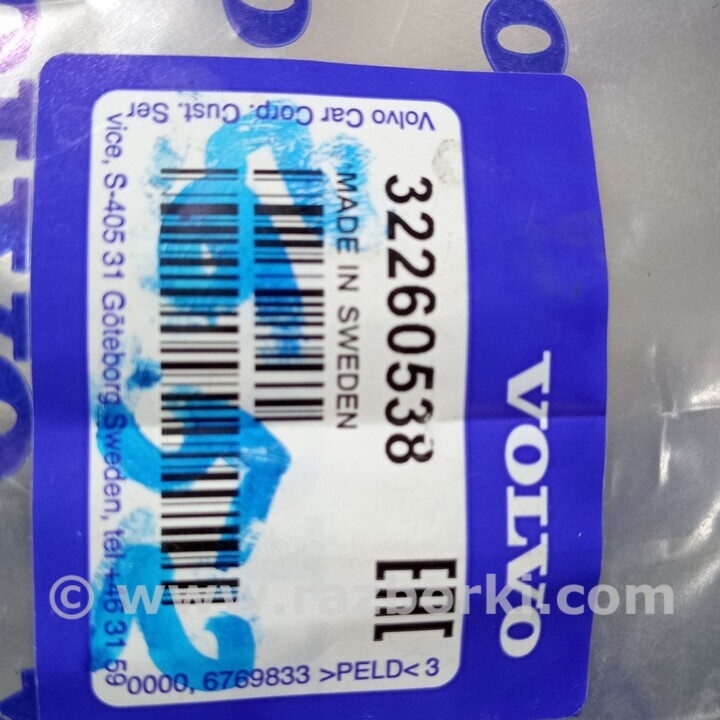 VOLVO
32260538
EAC
MADE IN SWEDEN
Volvo Car Corp. Cust. Ser
vice, S-405 31 Göteborg Sweden, tel +46 31 59
0000, 6769833 >PELD< 3
© www.razborki.com